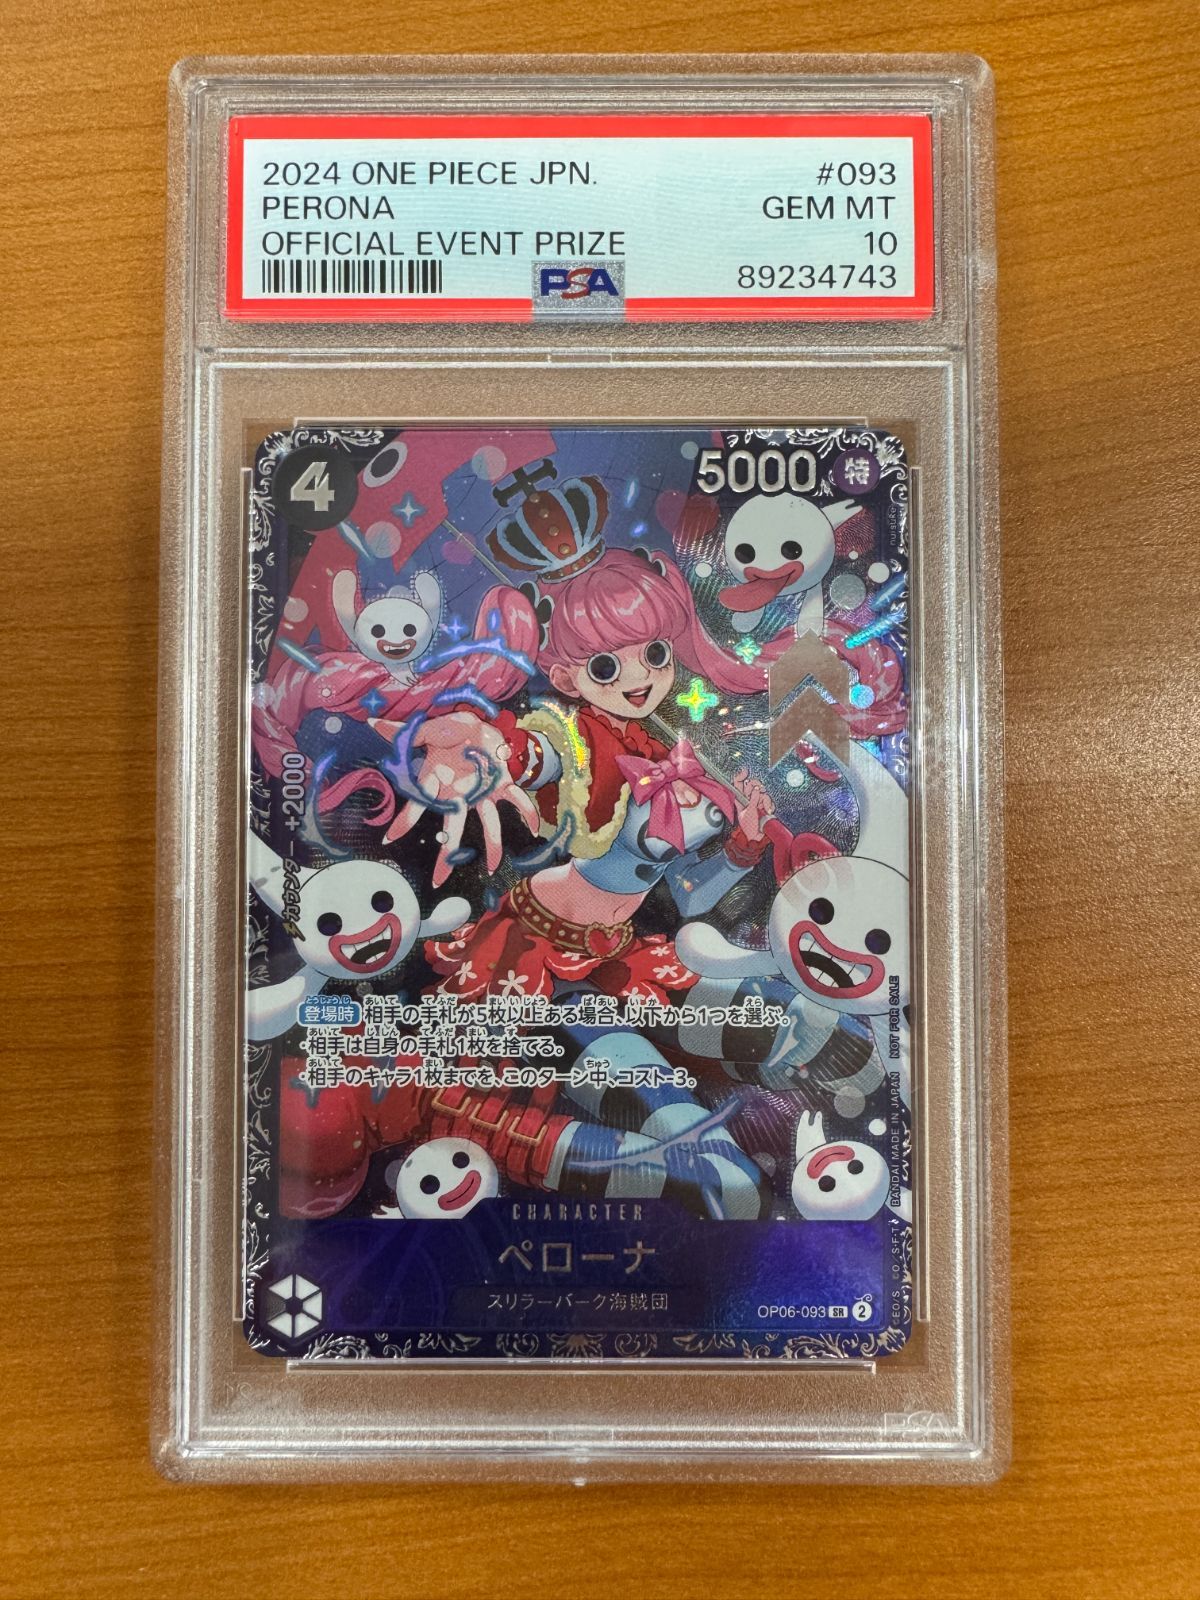 2024 ONE PIECE JPN. #093
PERONA GEM MT
OFFICIAL EVENT PRIZE 10
89234743
PSA
4
5000 特
nurisuke
カウンター +2000
登場時 相手の手札が5枚以上ある場合、以下から1つを選ぶ。
・相手は自身の手札1枚を捨てる。
・相手のキャラ1枚までを、このターン中、コスト-3。
©E.O./S. ©O./S.F.T. BANDAI MADE IN JAPAN NOT FOR SALE
CHARACTER
ペローナ
スリラーバーク海賊団
OP06-093 SR 2
PSA